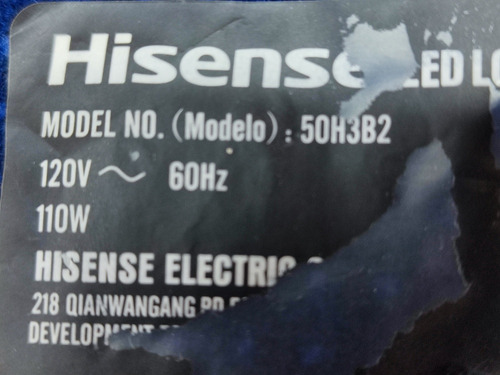 Hisense LED
MODEL NO. (Modelo) : 50H3B2
120V ~ 60Hz
110W
HISENSE ELECTRIC
218 QIANWANGANG
DEVELOPMENT